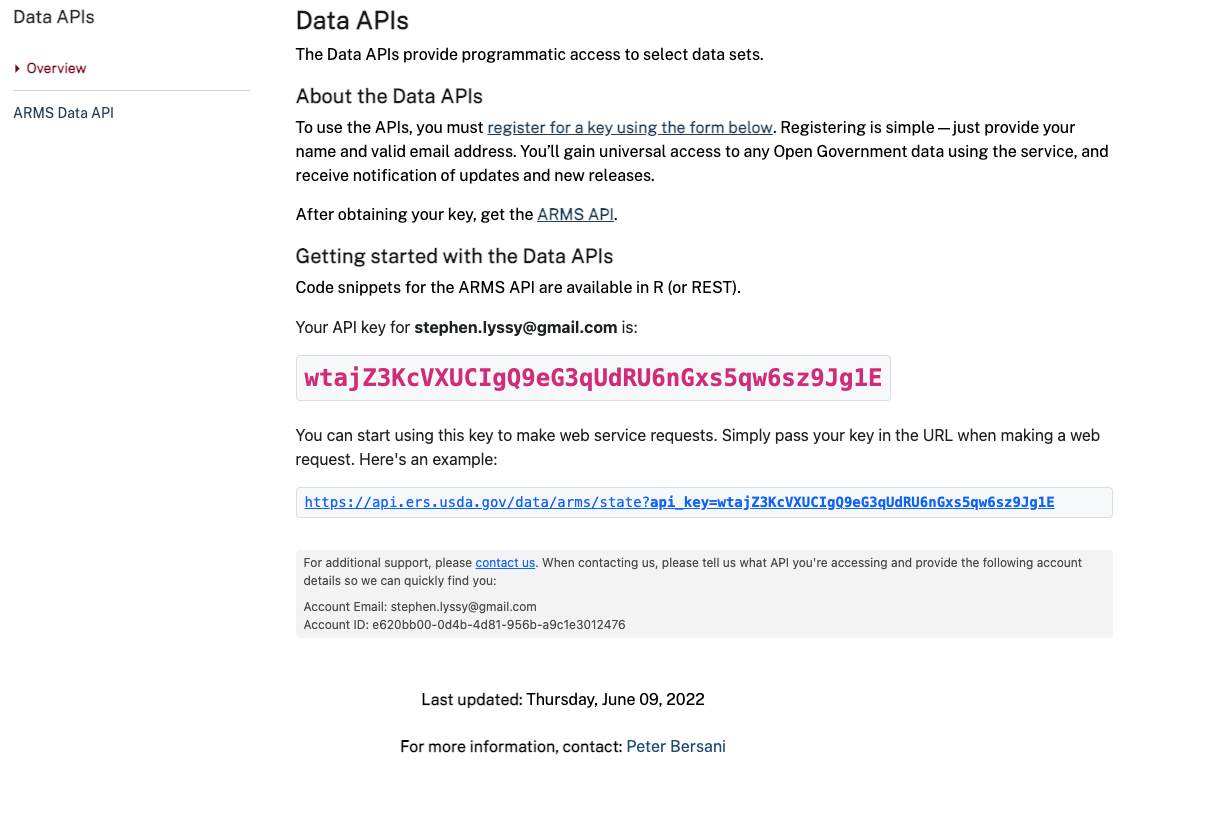 Data APIs
Overview
ARMS Data API
Data APIs
The Data APIs provide programmatic access to select data sets.
About the Data APIs
To use the APIs, you must register for a key using the form below. Registering is simple—just provide your
name and valid email address. You’ll gain universal access to any Open Government data using the service, and
receive notification of updates and new releases.
After obtaining your key, get the ARMS API.
Getting started with the Data APIs
Code snippets for the ARMS API are available in R (or REST).
Your API key for stephen.lyssy@gmail.com is:
wtajZ3KcVXUCIgQ9eG3qUdRU6nGxs5qw6sz9Jg1E
You can start using this key to make web service requests. Simply pass your key in the URL when making a web
request. Here's an example:
https://api.ers.usda.gov/data/arms/state?api_key=wtajZ3KcVXUCIgQ9eG3qUdRU6nGxs5qw6sz9Jg1E
For additional support, please contact us. When contacting us, please tell us what API you're accessing and provide the following account
details so we can quickly find you:
Account Email: stephen.lyssy@gmail.com
Account ID: e620bb00-0d4b-4d81-956b-a9c1e3012476
Last updated: Thursday, June 09, 2022
For more information, contact: Peter Bersani